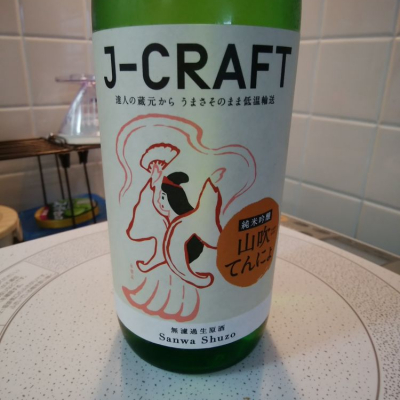 J-CRAFT
達人の蔵元から うまさそのまま低温輸送
純米吟醸
山吹
てんにょ
無濾過生原酒
Sanwa Shuzo